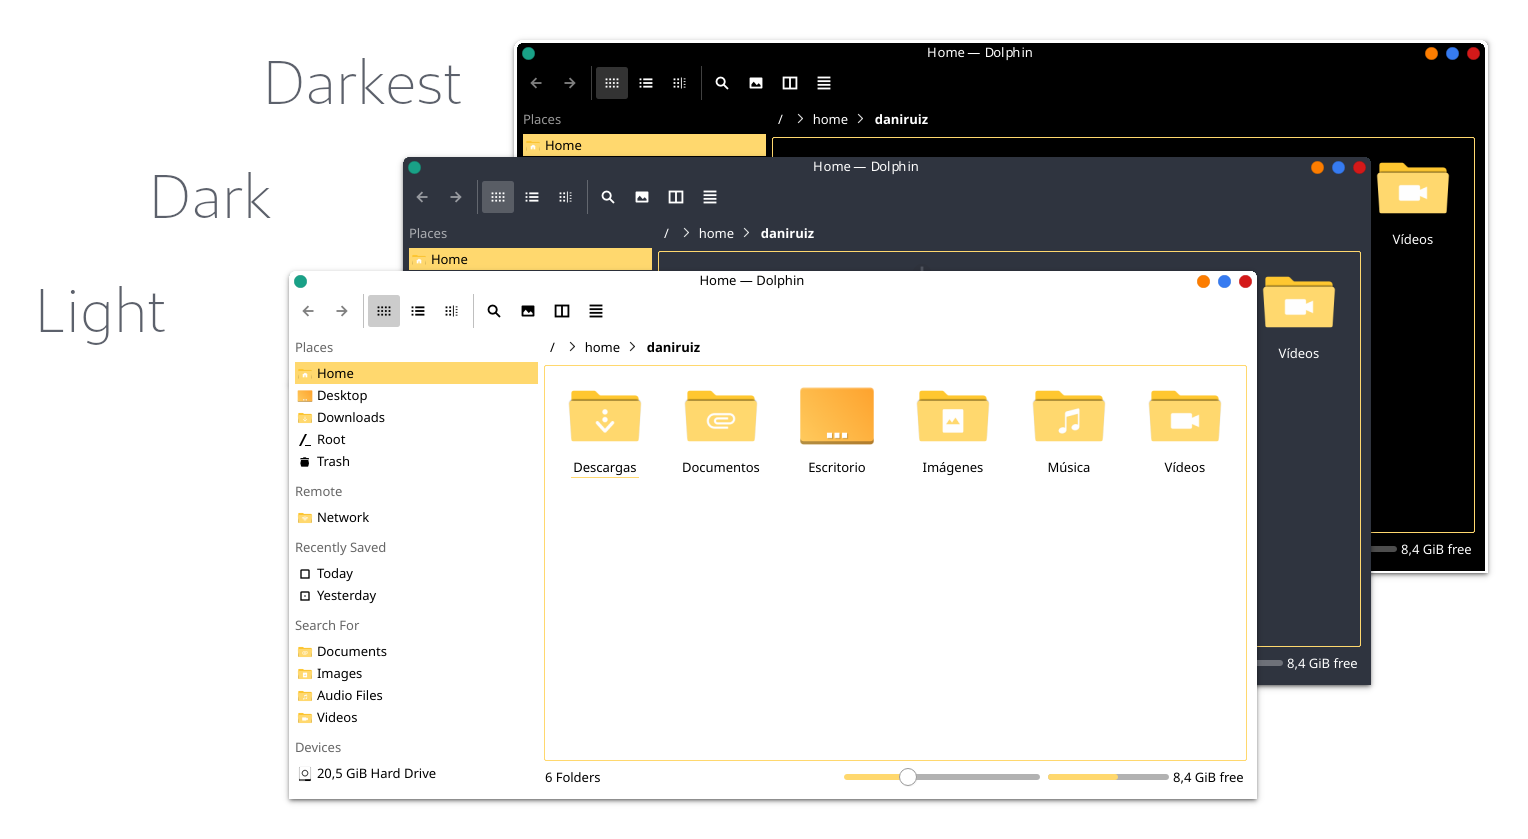 Darkest
Home — Dolphin
Places
/ > home > daniruiz
Home
Vídeos
8,4 GiB free
Dark
Home — Dolphin
Places
/ > home > daniruiz
Home
Vídeos
8,4 GiB free
Light
Home — Dolphin
Places
/ > home > daniruiz
Home
Desktop
Downloads
Root
Trash
Remote
Network
Recently Saved
Today
Yesterday
Search For
Documents
Images
Audio Files
Videos
Devices
20,5 GiB Hard Drive
Descargas
Documentos
Escritorio
Imágenes
Música
Vídeos
6 Folders
8,4 GiB free